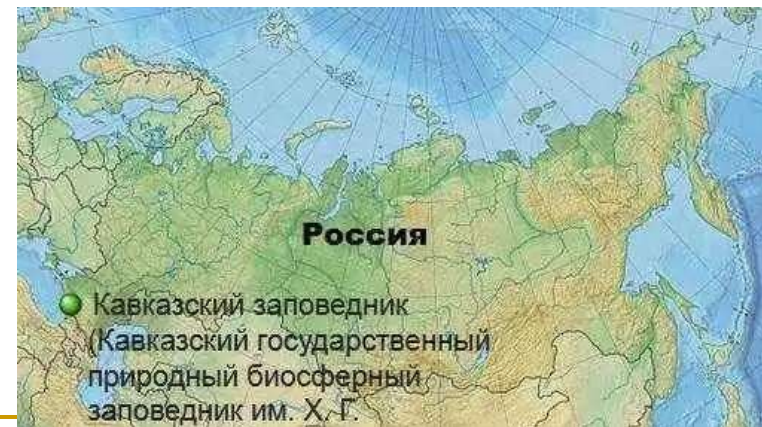 Россия
Кавказский заповедник
(Кавказский государственный
природный биосферный
заповедник им. Х. Г.